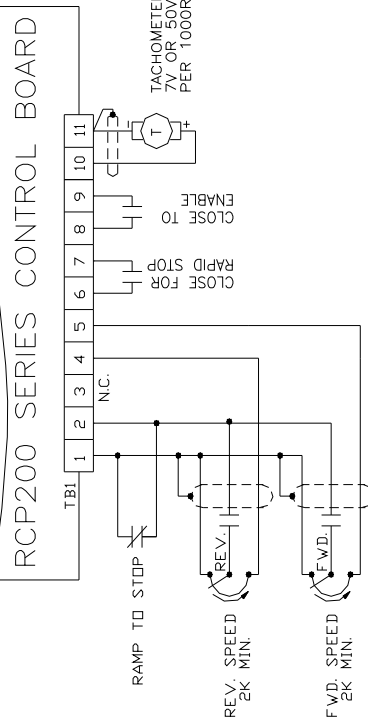 RCP200 SERIES CONTROL BOARD
TB1
1 2 3 4 5 6 7 8 9 10 11
N.C.
CLOSE FOR
RAPID STOP
CLOSE TO
ENABLE
TACHOMETE
7V OR 50V
PER 1000R
- T +
RAMP TO STOP
REV.
REV. SPEED
2K MIN.
FWD.
FWD. SPEED
2K MIN.